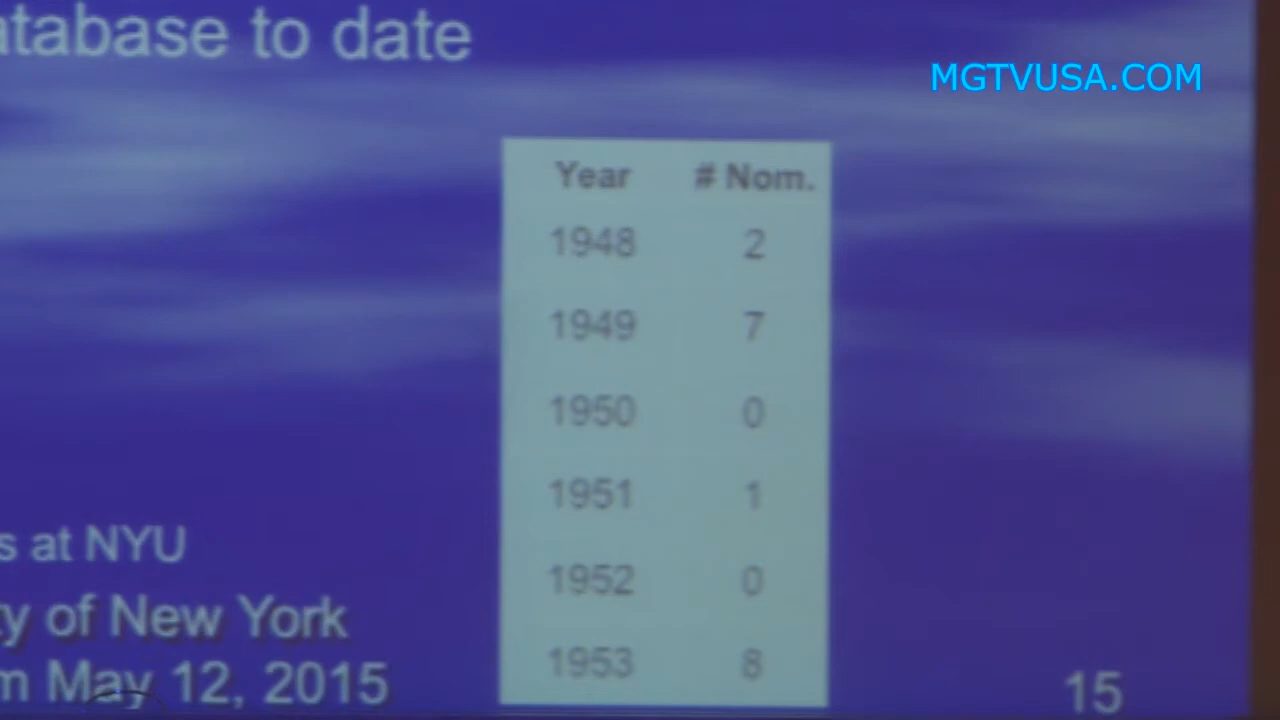 atabase to date
MGTVUSA.COM
Year # Nom.
1948 2
1949 7
1950 0
1951 1
1952 0
1953 8
s at NYU
ty of New York
m May 12, 2015
15